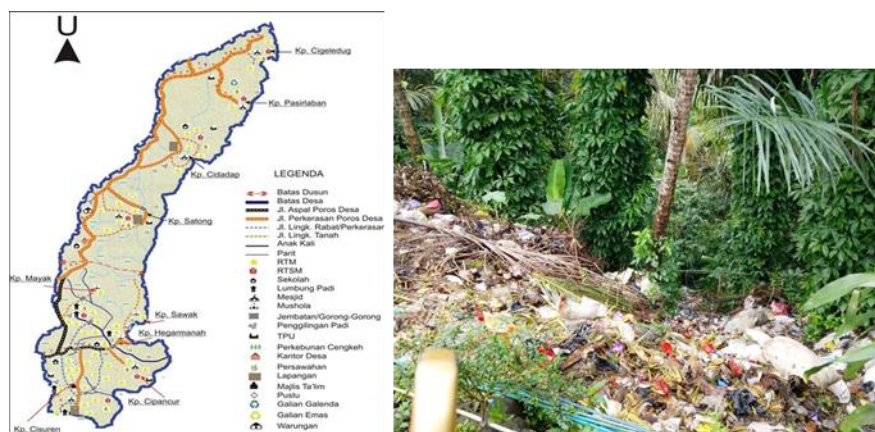 U
Kp. Cigeledug
Kp. Pasirlaban
Kp. Cidadap
Kp. Satong
Kp. Mayak
Kp. Sawak
Kp. Hegarmanah
Kp. Cipancur
Kp. Cisuren
LEGENDA
Batas Dusun
Batas Desa
Jl. Aspal Poros Desa
Jl. Perkerasan Poros Desa
Jl. Lingk. Rabat/Perkerasan
Jl. Lingk. Tanah
Anak Kali
Parit
RTM
RTSM
Sekolah
Lumbung Padi
Mesjid
Mushola
Jembatan/Gorong-Gorong
Penggilingan Padi
TPU
Perkebunan Cengkeh
Kantor Desa
Persawahan
Lapangan
Majlis Ta'lim
Pustu
Galian Galenda
Galian Emas
Warungan